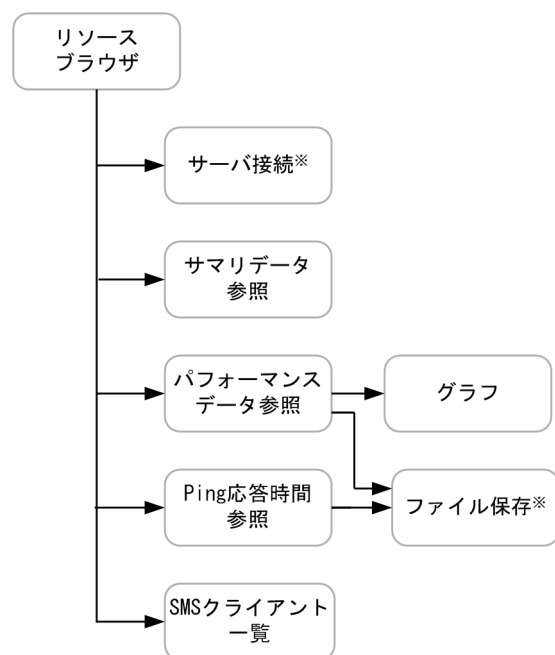 リソース
ブラウザ
サーバ接続※
サマリデータ
参照
パフォーマンス
データ参照
グラフ
Ping応答時間
参照
ファイル保存※
SMSクライアント
一覧